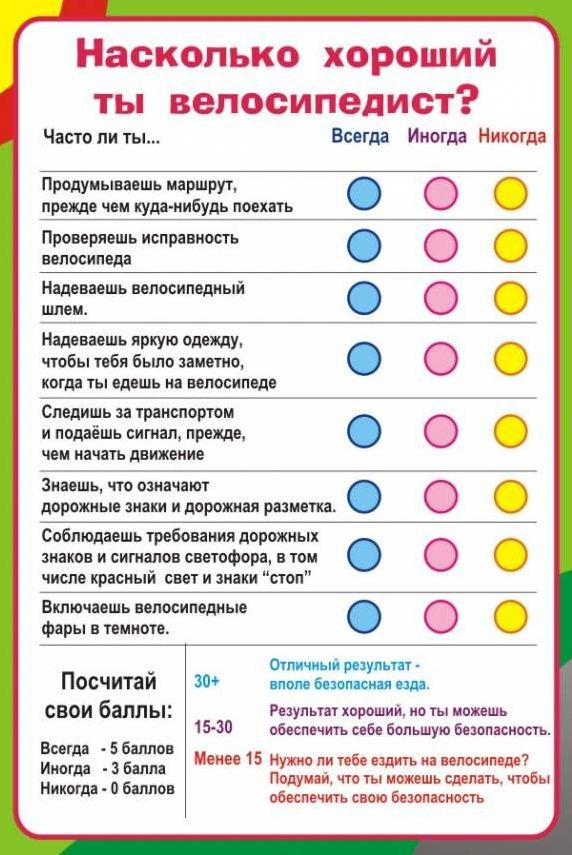 Насколько хороший
ты велосипедист?
Часто ли ты... Всегда Иногда Никогда
Продумываешь маршрут,
прежде чем куда-нибудь поехать
Проверяешь исправность
велосипеда
Надеваешь велосипедный
шлем.
Надеваешь яркую одежду,
чтобы тебя было заметно,
когда ты едешь на велосипеде
Следишь за транспортом
и подаёшь сигнал, прежде,
чем начать движение
Знаешь, что означают
дорожные знаки и дорожная разметка.
Соблюдаешь требования дорожных
знаков и сигналов светофора, в том
числе красный свет и знаки “стоп”
Включаешь велосипедные
фары в темноте.
Посчитай
свои баллы:
Всегда - 5 баллов
Иногда - 3 балла
Никогда - 0 баллов
30+ Отличный результат -
вполе безопасная езда.
15-30 Результат хороший, но ты можешь
обеспечить себе большую безопасность.
Менее 15 Нужно ли тебе ездить на велосипеде?
Подумай, что ты можешь сделать, чтобы
обеспечить свою безопасность